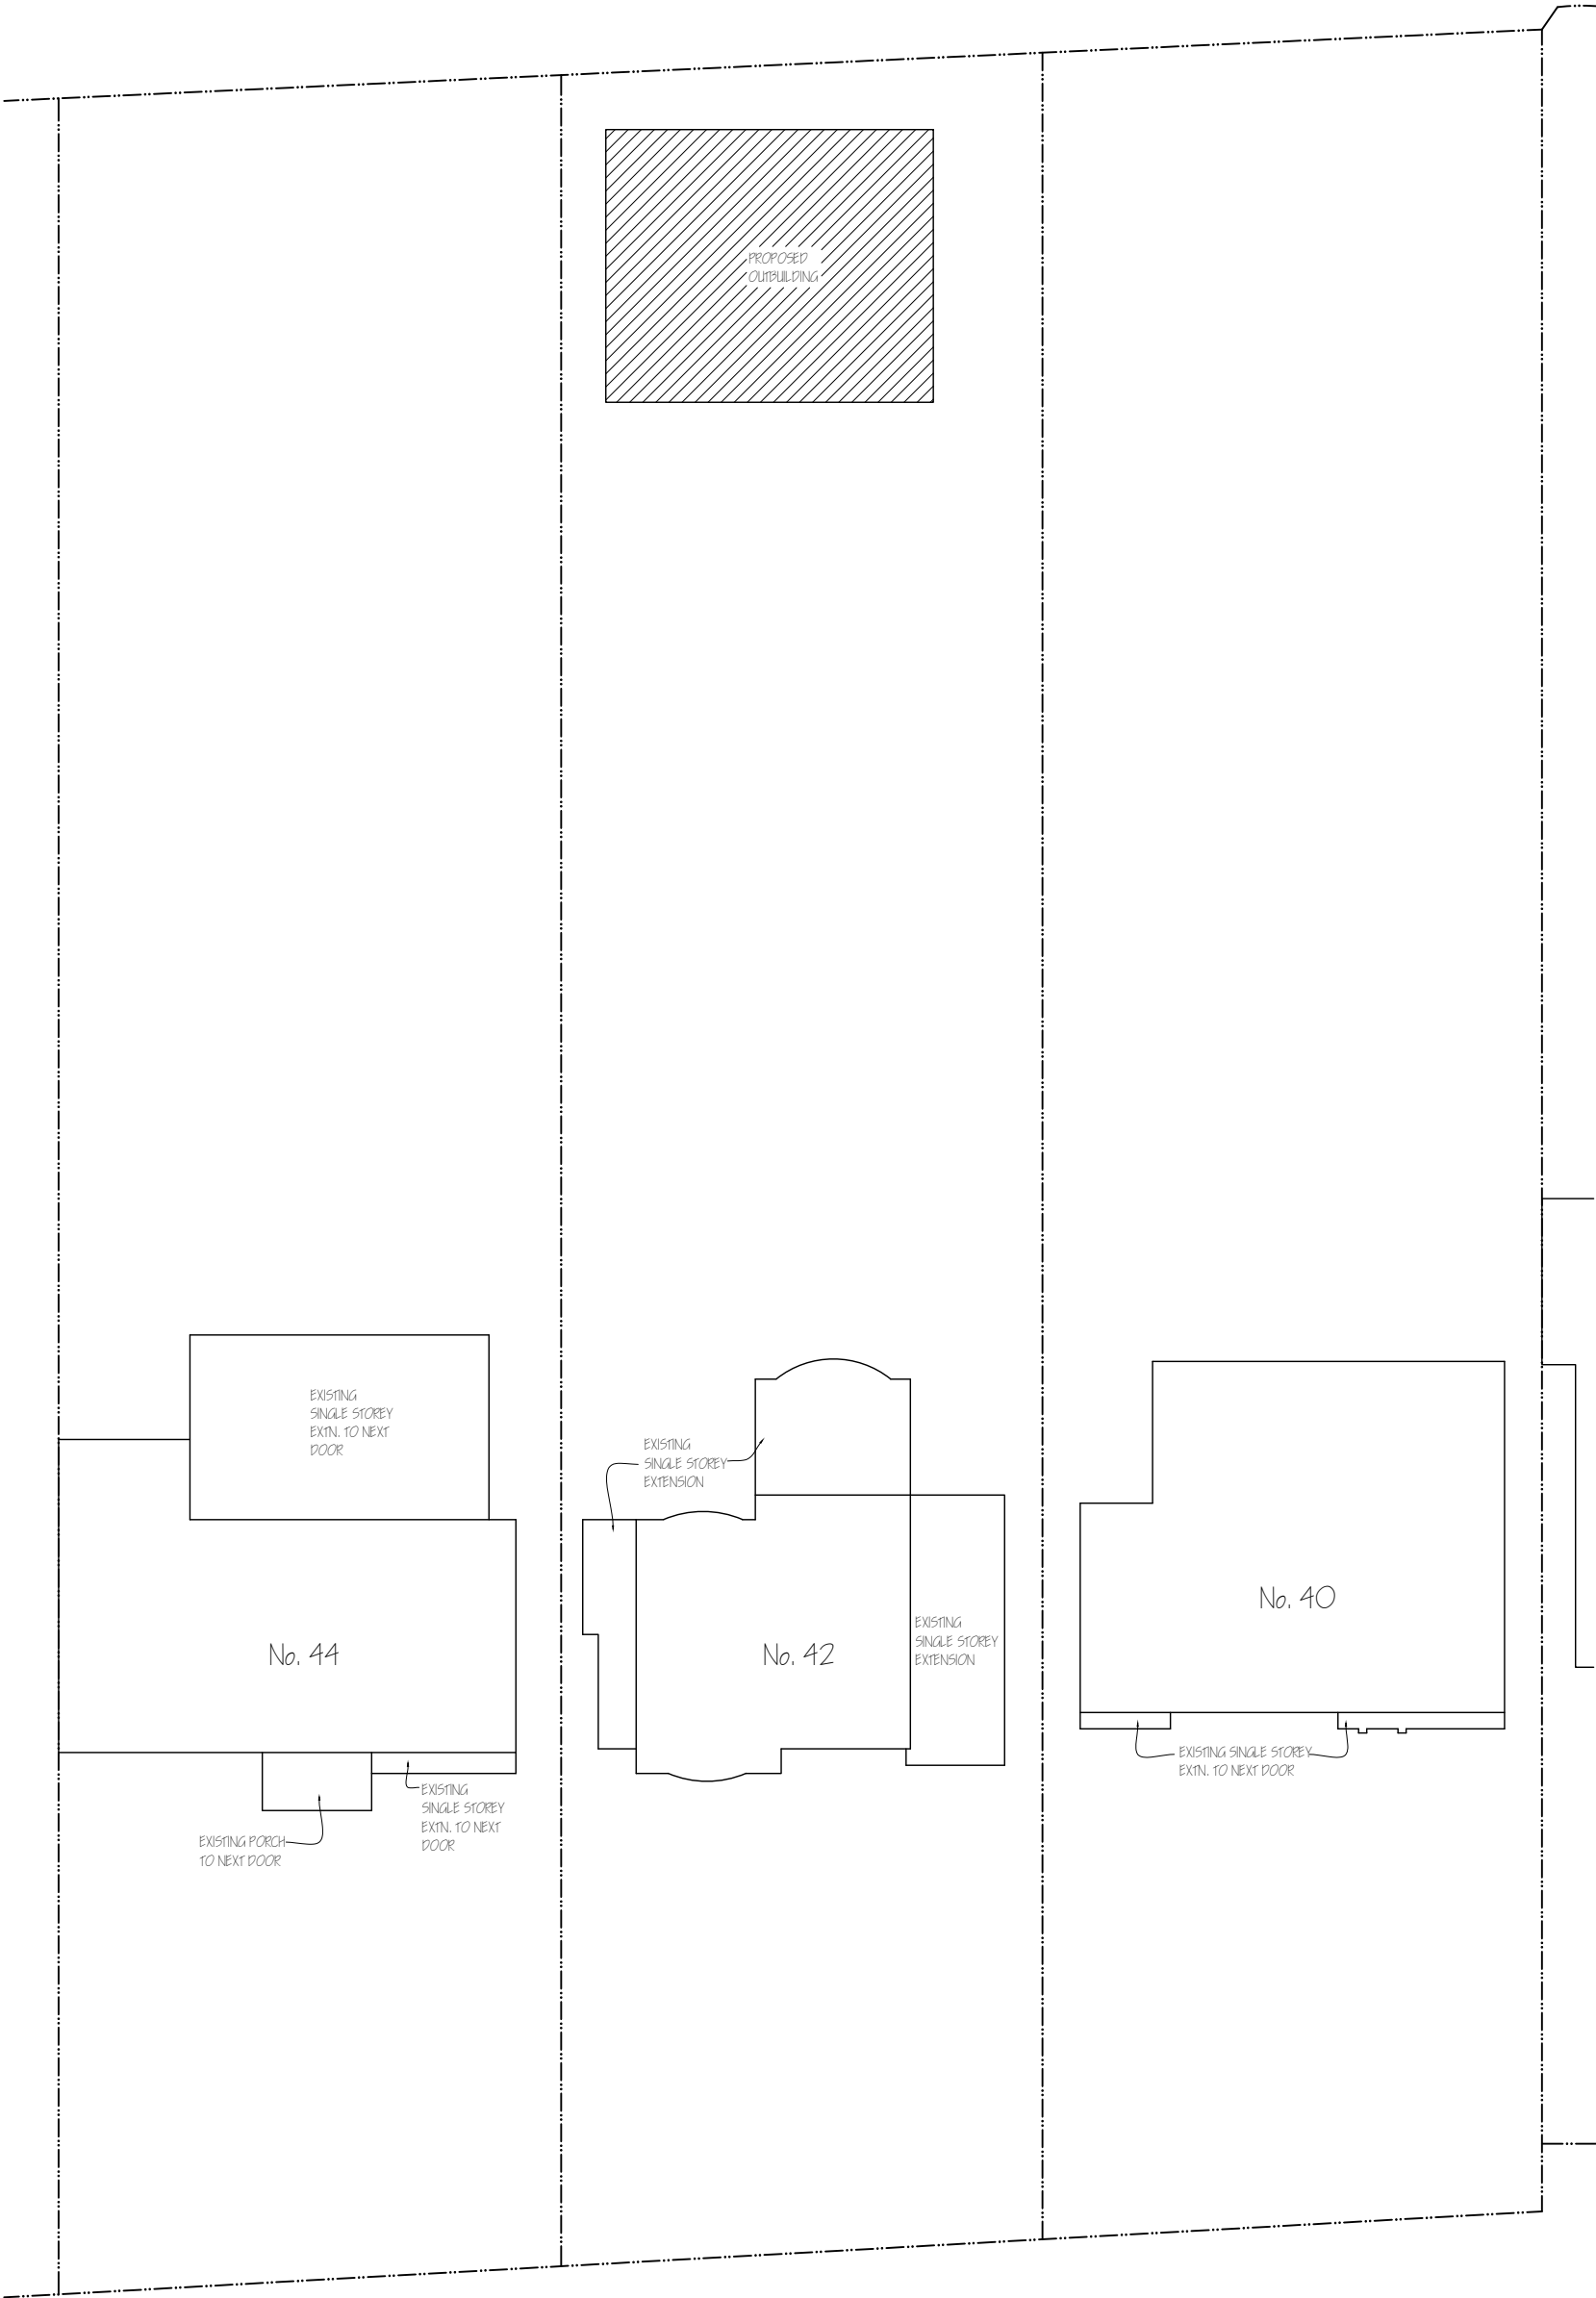 PROPOSED
OUTBUILDING
EXISTING
SINGLE STOREY
EXTN. TO NEXT
DOOR
EXISTING
SINGLE STOREY
EXTENSION
No. 44
No. 42
EXISTING
SINGLE STOREY
EXTENSION
No. 40
EXISTING SINGLE STOREY
EXTN. TO NEXT DOOR
EXISTING
SINGLE STOREY
EXTN. TO NEXT
DOOR
EXISTING PORCH
TO NEXT DOOR